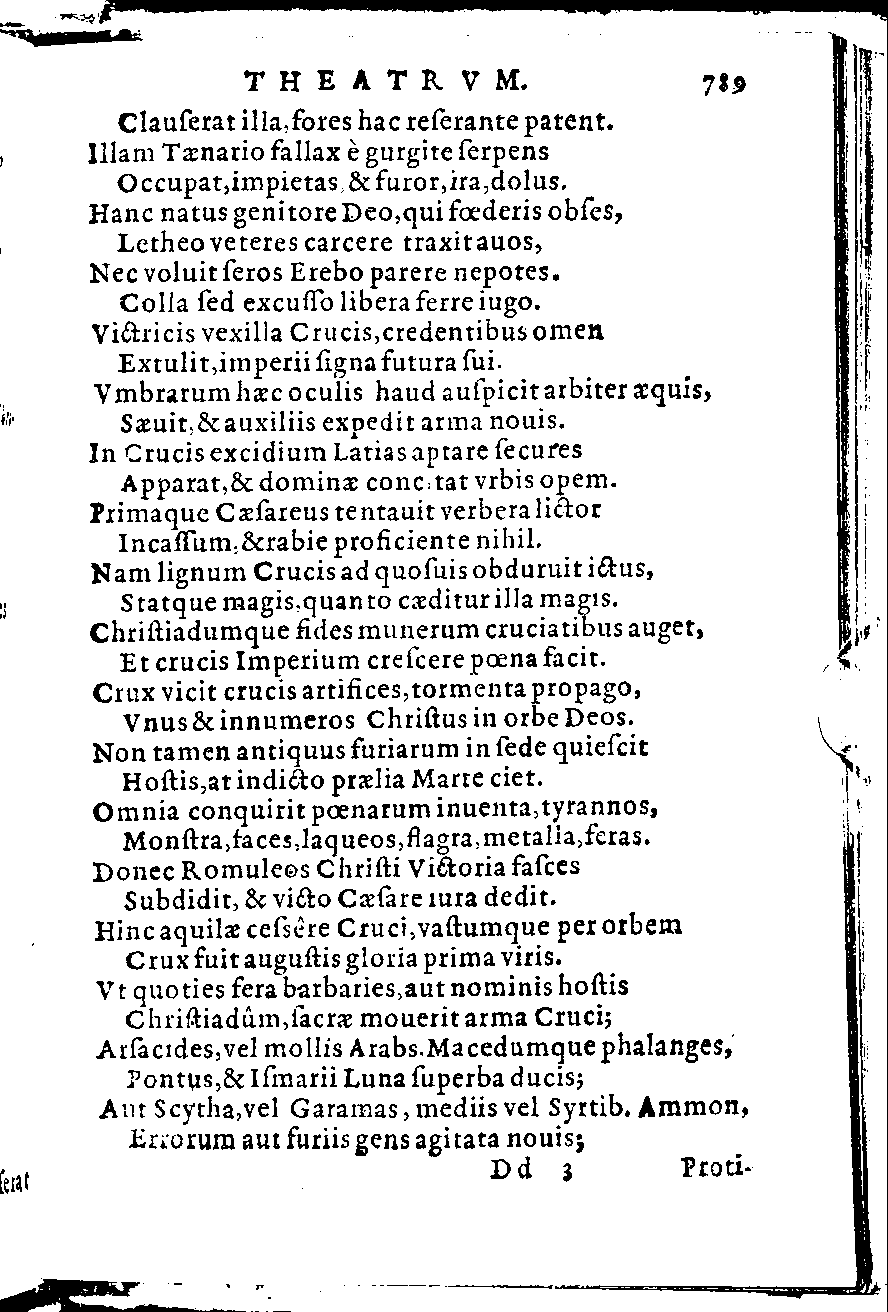 THEATRVM. 789
Clauſerat illa, fores hac reſerante patent.
Illam Tænario fallax è gurgite ſerpens
Occupat, impietas, & furor, ira, dolus.
Hanc natus genitore Deo, qui fœderis obſes,
Letheo veteres carcere traxit auos,
Nec voluit ſeros Erebo parere nepotes.
Colla ſed excuſſo libera ferre iugo.
Victricis vexilla Crucis, credentibus omen
Extulit, imperii ſigna futura ſui.
Vmbrarum hæc oculis haud auſpicit arbiter æquis,
Sæuit, & auxiliis expedit arma nouis.
In Crucis excidium Latias aptare ſecures
Apparat, & dominæ concitat vrbis opem.
Primaque Cæſareus tentauit verbera lictor
Incaſſum, & rabie proficiente nihil.
Nam lignum Crucis ad quoſuis obduruit ictus,
Statque magis, quanto cæditur illa magis.
Chriſtiadumque fides munerum cruciatibus auget,
Et crucis Imperium creſcere pœna facit.
Crux vicit crucis artifices, tormenta propago,
Vnus & innumeros Chriſtus in orbe Deos.
Non tamen antiquus furiarum in ſede quieſcit
Hoſtis, at indicto prælia Marte ciet.
Omnia conquirit pœnarum inuenta, tyrannos,
Monſtra, faces, laqueos, flagra, metalla, feras.
Donec Romuleos Chriſti Victoria faſces
Subdidit, & victo Cæſare iura dedit.
Hinc aquilæ ceſsêre Cruci, vaſtumque per orbem
Crux fuit auguſtis gloria prima viris.
Vt quoties fera barbaries, aut nominis hoſtis
Chriſtiadûm, ſacræ mouerit arma Cruci;
Arſacides, vel mollis Arabs. Macedumque phalanges,
Pontus, & Iſmarii Luna ſuperba ducis;
Aut Scytha, vel Garamas, mediis vel Syrtib. Ammon,
Errorum aut furiis gens agitata nouis;
Dd 3 Proti-